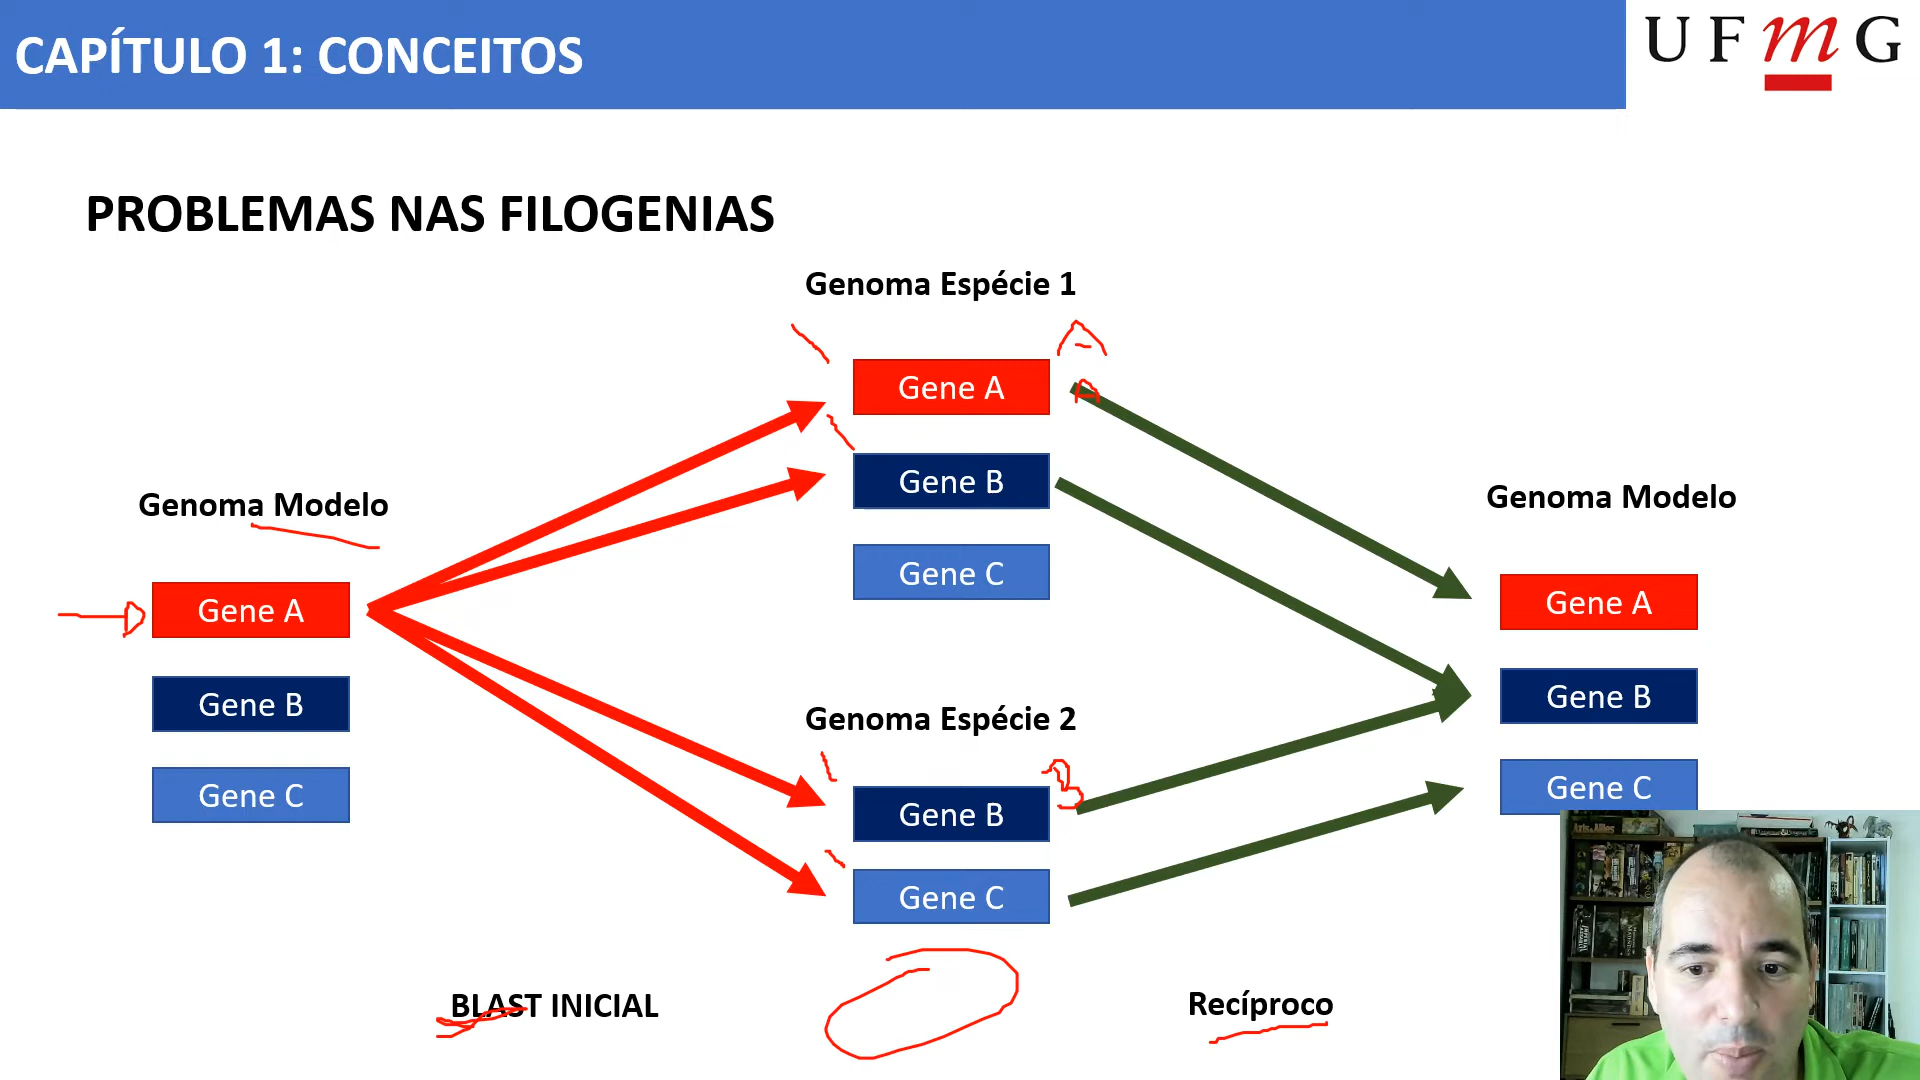 CAPÍTULO 1: CONCEITOS
UFmG
PROBLEMAS NAS FILOGENIAS
Genoma Espécie 1
A
Gene A
A
Gene B
Gene C
Genoma Modelo
Gene A
Gene B
Gene C
Genoma Espécie 2
B
Gene B
Gene C
Genoma Modelo
Gene A
Gene B
Gene C
BLAST INICIAL
Recíproco